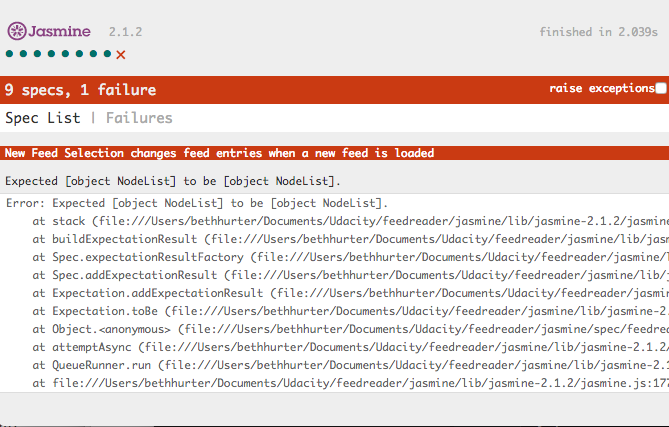 Jasmine 2.1.2 finished in 2.039s
9 specs, 1 failure raise exceptions
Spec List | Failures
New Feed Selection changes feed entries when a new feed is loaded
Expected [object NodeList] to be [object NodeList].
Error: Expected [object NodeList] to be [object NodeList].
at stack (file:///Users/bethhurter/Documents/Udacity/feedreader/jasmine/lib/jasmine-2.1.2/jasmine
at buildExpectationResult (file:///Users/bethhurter/Documents/Udacity/feedreader/jasmine/lib/jasm
at Spec.expectationResultFactory (file:///Users/bethhurter/Documents/Udacity/feedreader/jasmine/l
at Spec.addExpectationResult (file:///Users/bethhurter/Documents/Udacity/feedreader/jasmine/lib/j
at Expectation.addExpectationResult (file:///Users/bethhurter/Documents/Udacity/feedreader/jasmin
at Expectation.toBe (file:///Users/bethhurter/Documents/Udacity/feedreader/jasmine/lib/jasmine-2.
at Object.<anonymous> (file:///Users/bethhurter/Documents/Udacity/feedreader/jasmine/spec/feedrea
at attemptAsync (file:///Users/bethhurter/Documents/Udacity/feedreader/jasmine/lib/jasmine-2.1.2/
at QueueRunner.run (file:///Users/bethhurter/Documents/Udacity/feedreader/jasmine/lib/jasmine-2.1
at file:///Users/bethhurter/Documents/Udacity/feedreader/jasmine/lib/jasmine-2.1.2/jasmine.js:177